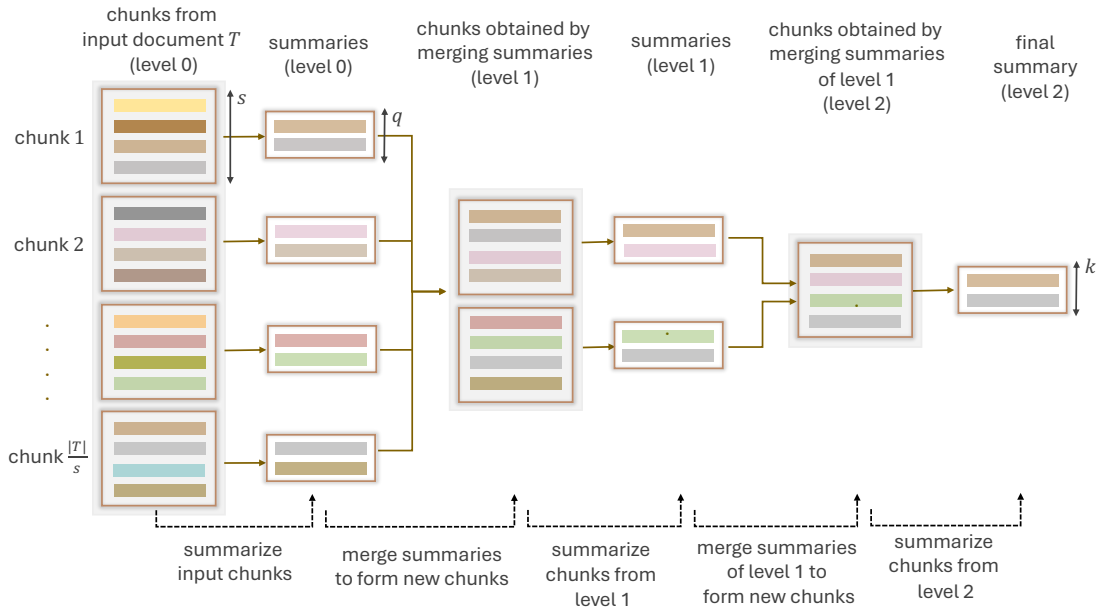 chunks from
input document T
(level 0)
summaries
(level 0)
chunks obtained by
merging summaries
(level 1)
summaries
(level 1)
chunks obtained by
merging summaries
of level 1
(level 2)
final
summary
(level 2)
s
q
chunk 1
chunk 2
k
chunk |T|/s
summarize
input chunks
merge summaries
to form new chunks
summarize
chunks from
level 1
merge summaries
of level 1 to
form new chunks
summarize
chunks from
level 2